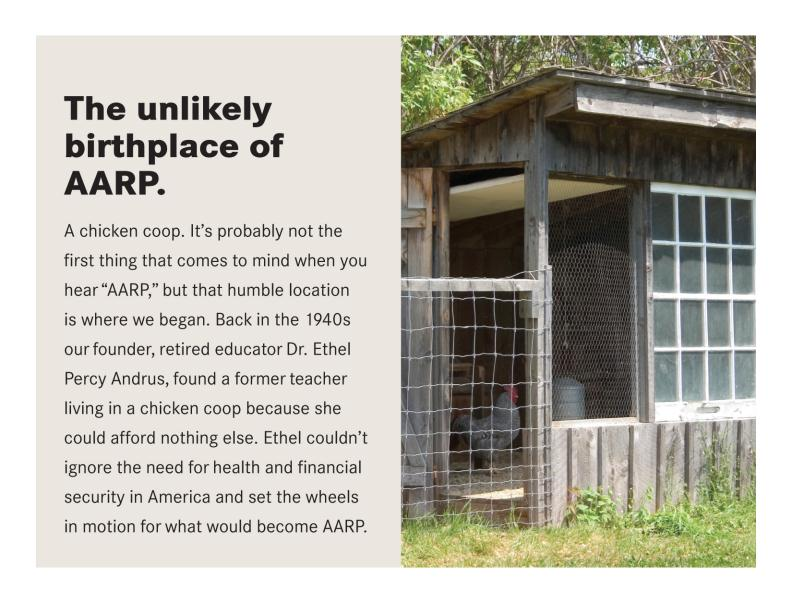 The unlikely
birthplace of
AARP.
A chicken coop. It’s probably not the
first thing that comes to mind when you
hear “AARP,” but that humble location
is where we began. Back in the 1940s
our founder, retired educator Dr. Ethel
Percy Andrus, found a former teacher
living in a chicken coop because she
could afford nothing else. Ethel couldn’t
ignore the need for health and financial
security in America and set the wheels
in motion for what would become AARP.